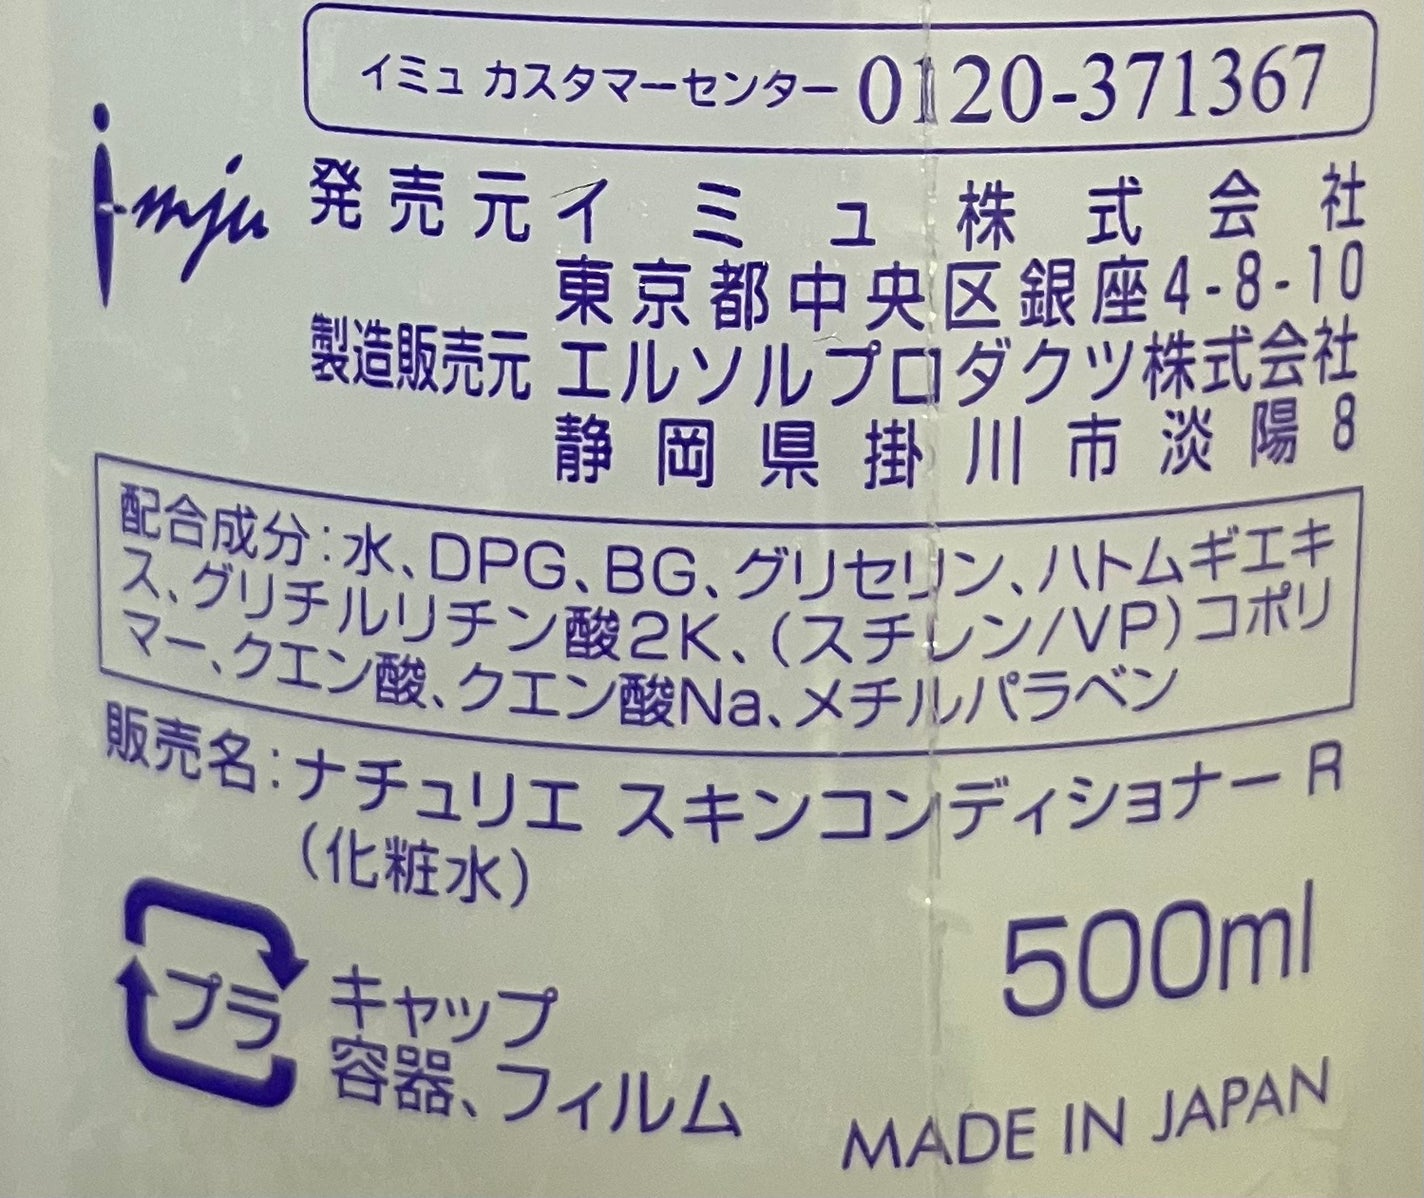 イミュ カスタマーセンター 0120-371367
i-mju
発売元 イミュ株式会社
東京都中央区銀座4-8-10
製造販売元 エルソルプロダクツ株式会社
静岡県掛川市淡陽8
配合成分：水、DPG、BG、グリセリン、ハトムギエキ
ス、グリチルリチン酸2K、(スチレン/VP)コポリ
マー、クエン酸、クエン酸Na、メチルパラベン
販売名：ナチュリエ スキンコンディショナー R
(化粧水)
500ml
プラ
キャップ
容器、フィルム
MADE IN JAPAN